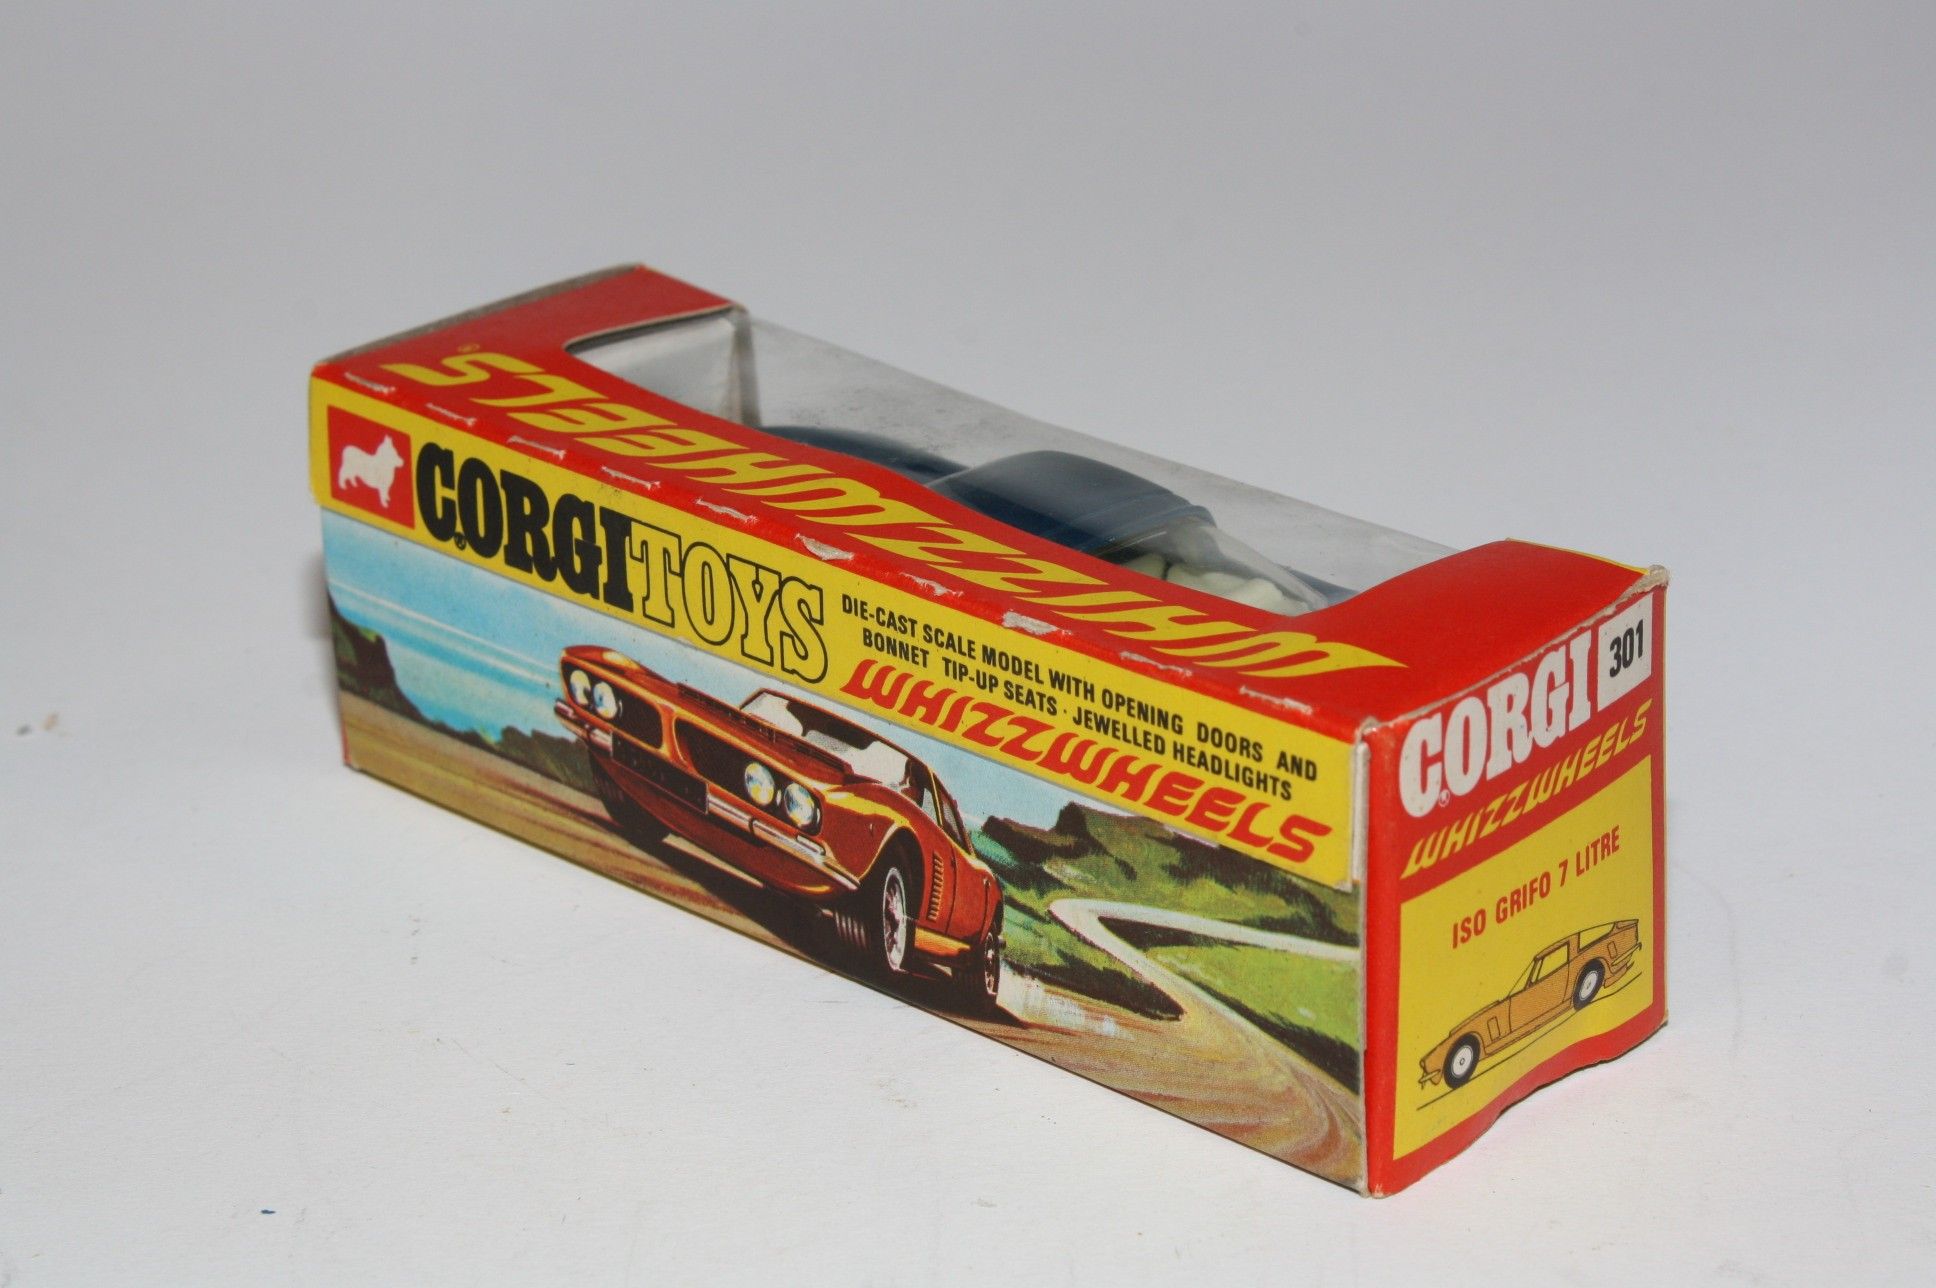 WHIZZWHEELS®
CORGI® TOYS
DIE-CAST SCALE MODEL WITH OPENING DOORS AND
BONNET TIP-UP SEATS · JEWELLED HEADLIGHTS
WHIZZWHEELS
CORGI® 301
WHIZZWHEELS
ISO GRIFO 7 LITRE